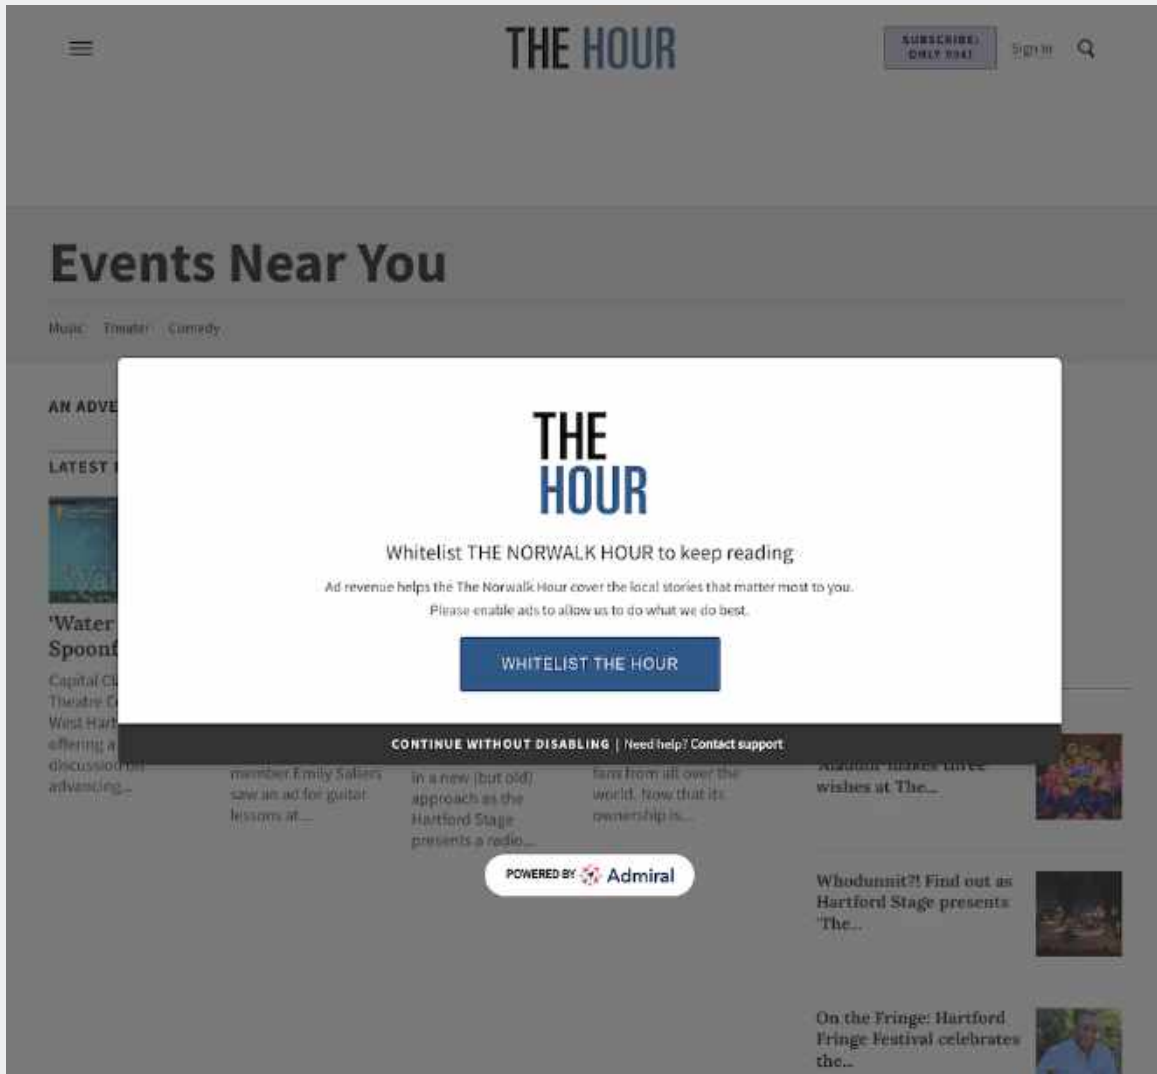 THE HOUR
SUBSCRIBE:
ONLY
Sign In
Events Near You
Music Theater Comedy
AN ADVE
LATEST
THE
HOUR
Whitelist THE NORWALK HOUR to keep reading
Ad revenue helps the The Norwalk Hour cover the local stories that matter most to you.
Please enable ads to allow us to do what we do best.
WHITELIST THE HOUR
CONTINUE WITHOUT DISABLING | Need help? Contact support
'Water
Spoonf
Capital Cl
Theatre C
West Hart
offering a
discussion on
advancing...
member Emily Saliers
saw an ad for guitar
lessons at...
in a new (but old)
approach as the
Hartford Stage
presents a radio...
fans from all over the
world. Now that its
ownership is...
'Aladdin' makes three
wishes at The...
POWERED BY Admiral
Whodunnit?! Find out as
Hartford Stage presents
'The...
On the Fringe: Hartford
Fringe Festival celebrates
the...